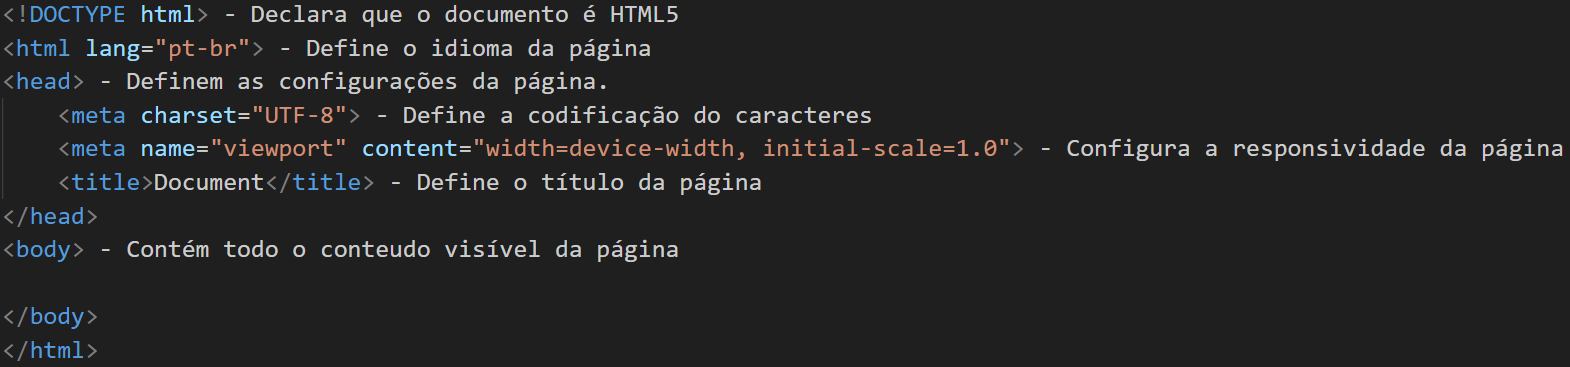 <!DOCTYPE html> - Declara que o documento é HTML5
<html lang="pt-br"> - Define o idioma da página
<head> - Definem as configurações da página.
    <meta charset="UTF-8"> - Define a codificação do caracteres
    <meta name="viewport" content="width=device-width, initial-scale=1.0"> - Configura a responsividade da página
    <title>Document</title> - Define o título da página
</head>
<body> - Contém todo o conteudo visível da página

</body>
</html>